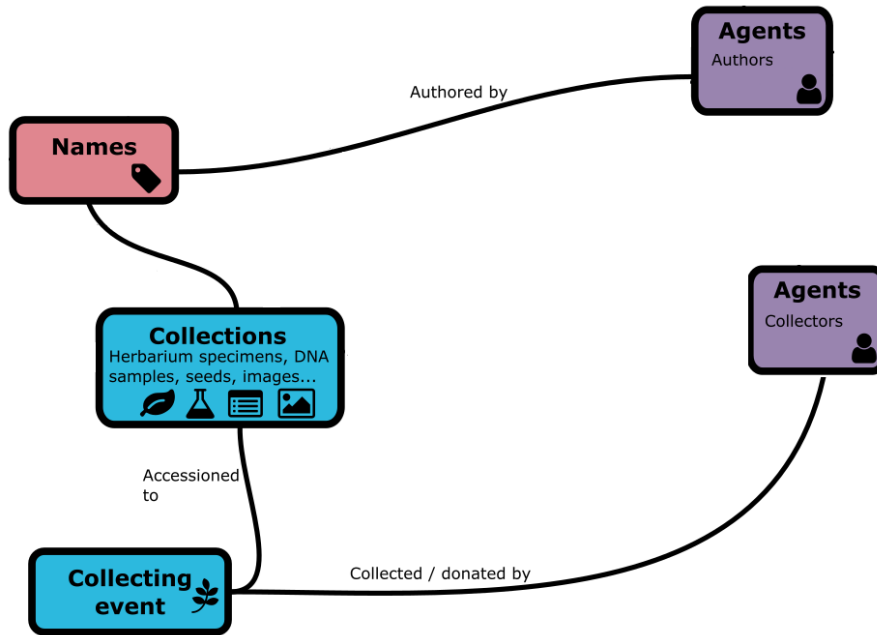 Agents
Authors
Authored by
Names
Agents
Collectors
Collections
Herbarium specimens, DNA
samples, seeds, images...
Accessioned
to
Collecting
event
Collected / donated by